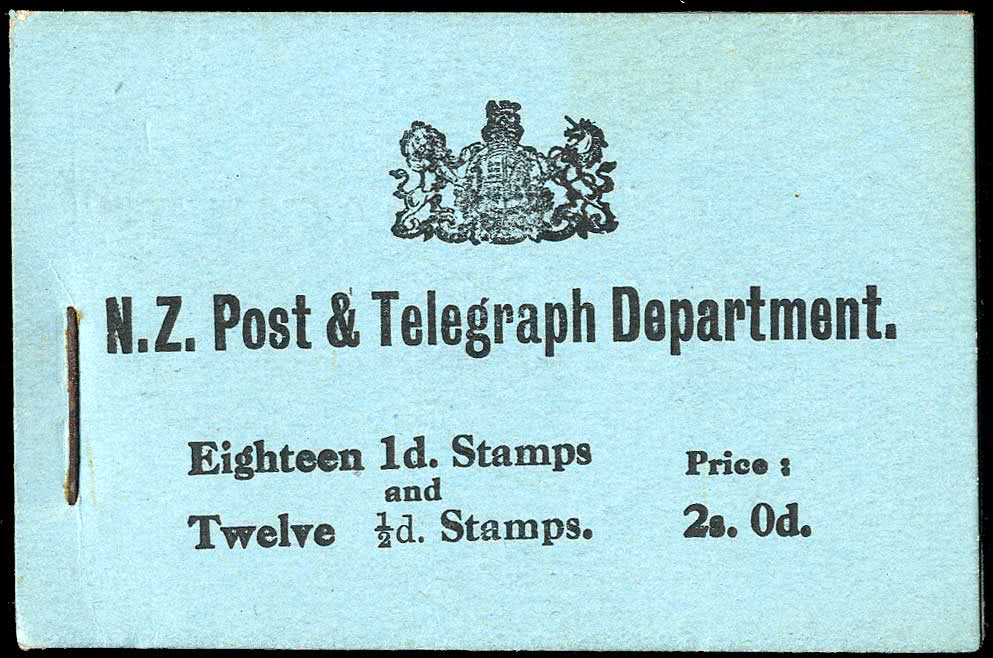 N.Z. Post & Telegraph Department.
Eighteen 1d. Stamps
and
Twelve ½d. Stamps.
Price :
2s. 0d.